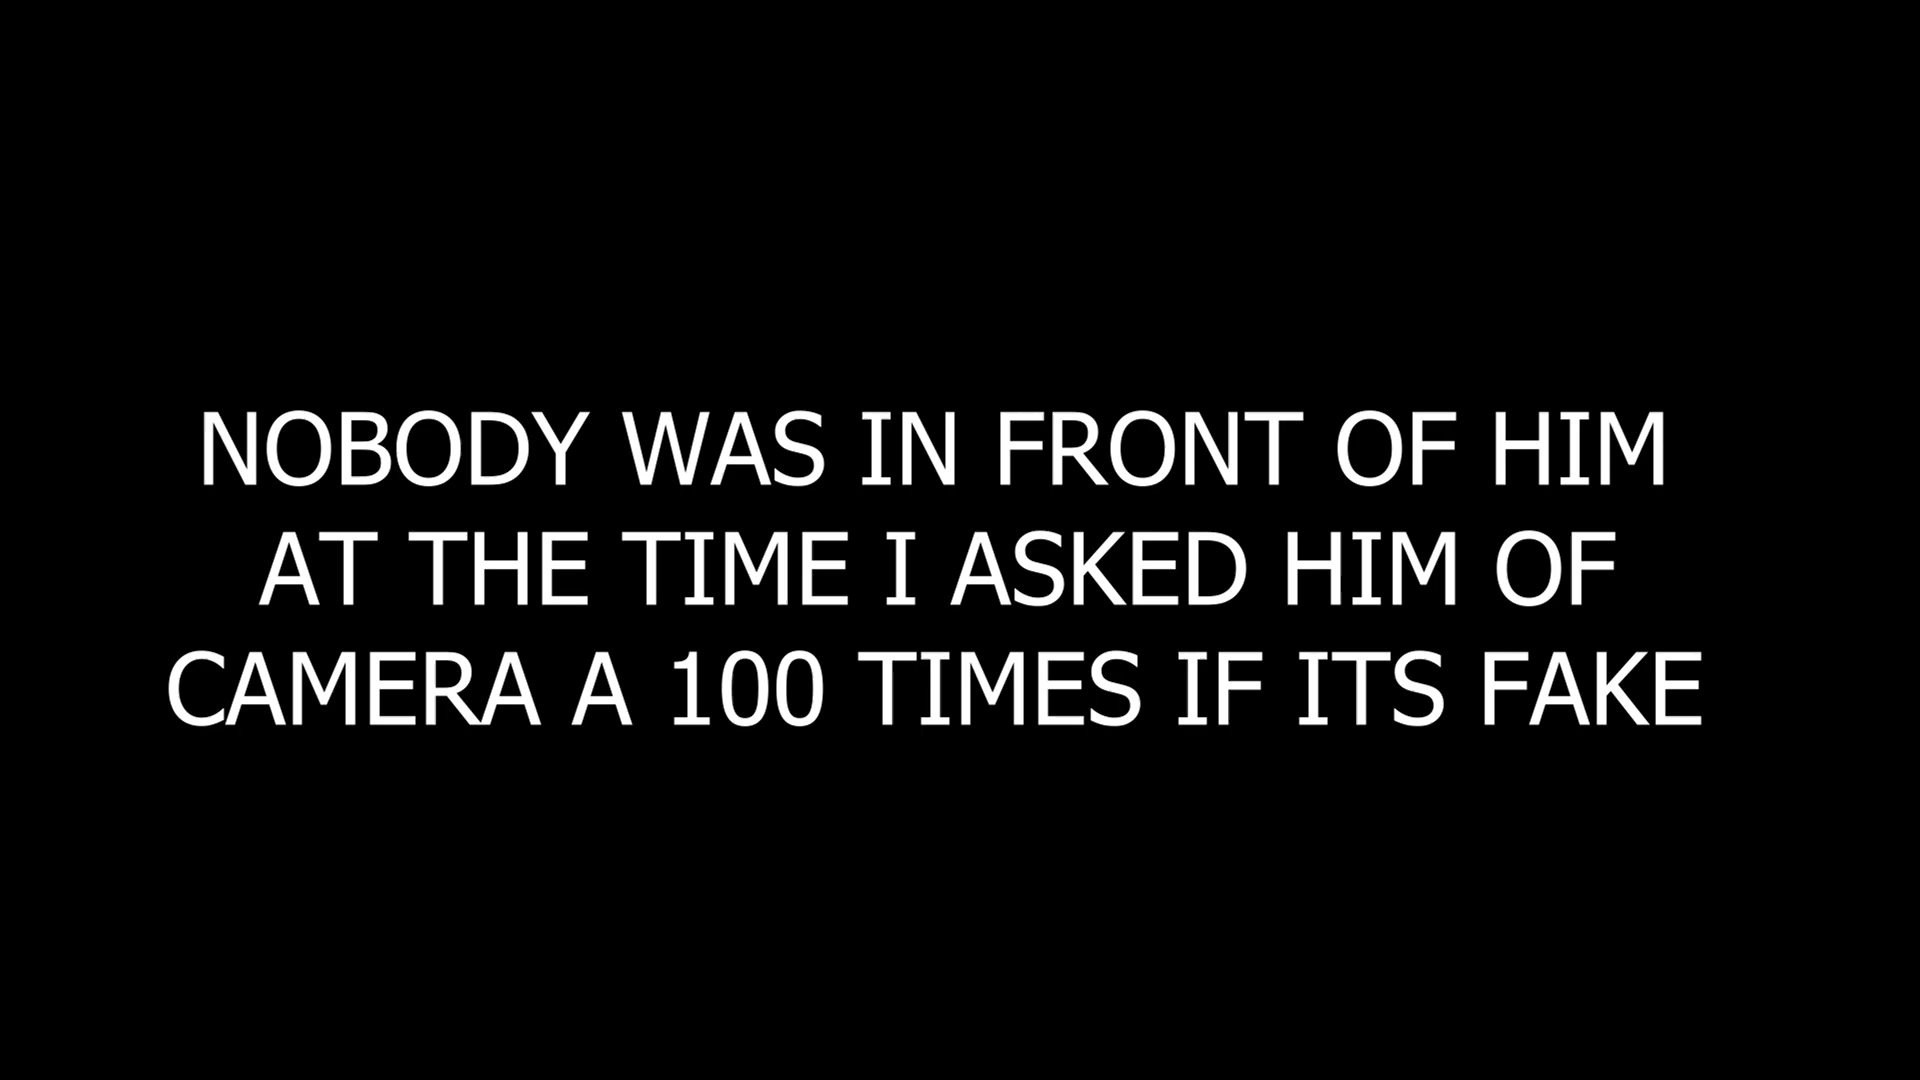 NOBODY WAS IN FRONT OF HIM
AT THE TIME I ASKED HIM OF
CAMERA A 100 TIMES IF ITS FAKE